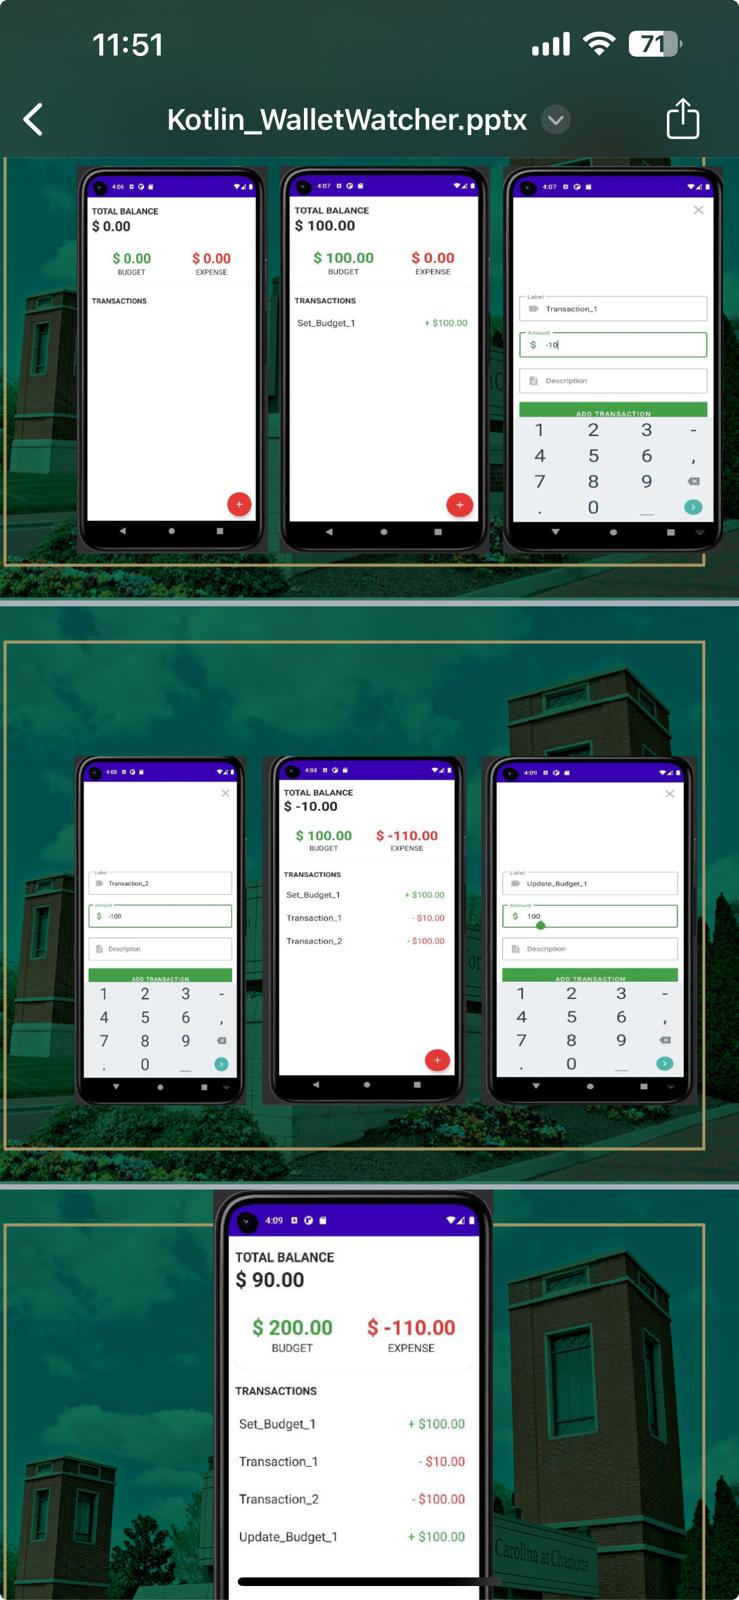 11:51
71
Kotlin_WalletWatcher.pptx
4:06
TOTAL BALANCE
$ 0.00
$ 0.00 $ 0.00
BUDGET EXPENSE
TRANSACTIONS
+
4:07
TOTAL BALANCE
$ 100.00
$ 100.00 $ 0.00
BUDGET EXPENSE
TRANSACTIONS
Set_Budget_1 + $100.00
+
4:07
Label
Transaction_1
Amount
$ -10
Description
ADD TRANSACTION
1 2 3 -
4 5 6 ,
7 8 9
. 0
4:08
Label
Transaction_2
Amount
$ -100
Description
ADD TRANSACTION
1 2 3 -
4 5 6 ,
7 8 9
. 0
4:08
TOTAL BALANCE
$ -10.00
$ 100.00 $ -110.00
BUDGET EXPENSE
TRANSACTIONS
Set_Budget_1 + $100.00
Transaction_1 - $10.00
Transaction_2 - $100.00
+
4:09
Label
Update_Budget_1
Amount
$ 100
Description
ADD TRANSACTION
1 2 3 -
4 5 6 ,
7 8 9
. 0
4:09
TOTAL BALANCE
$ 90.00
$ 200.00 $ -110.00
BUDGET EXPENSE
TRANSACTIONS
Set_Budget_1 + $100.00
Transaction_1 - $10.00
Transaction_2 - $100.00
Update_Budget_1 + $100.00
Carolina at Charlotte